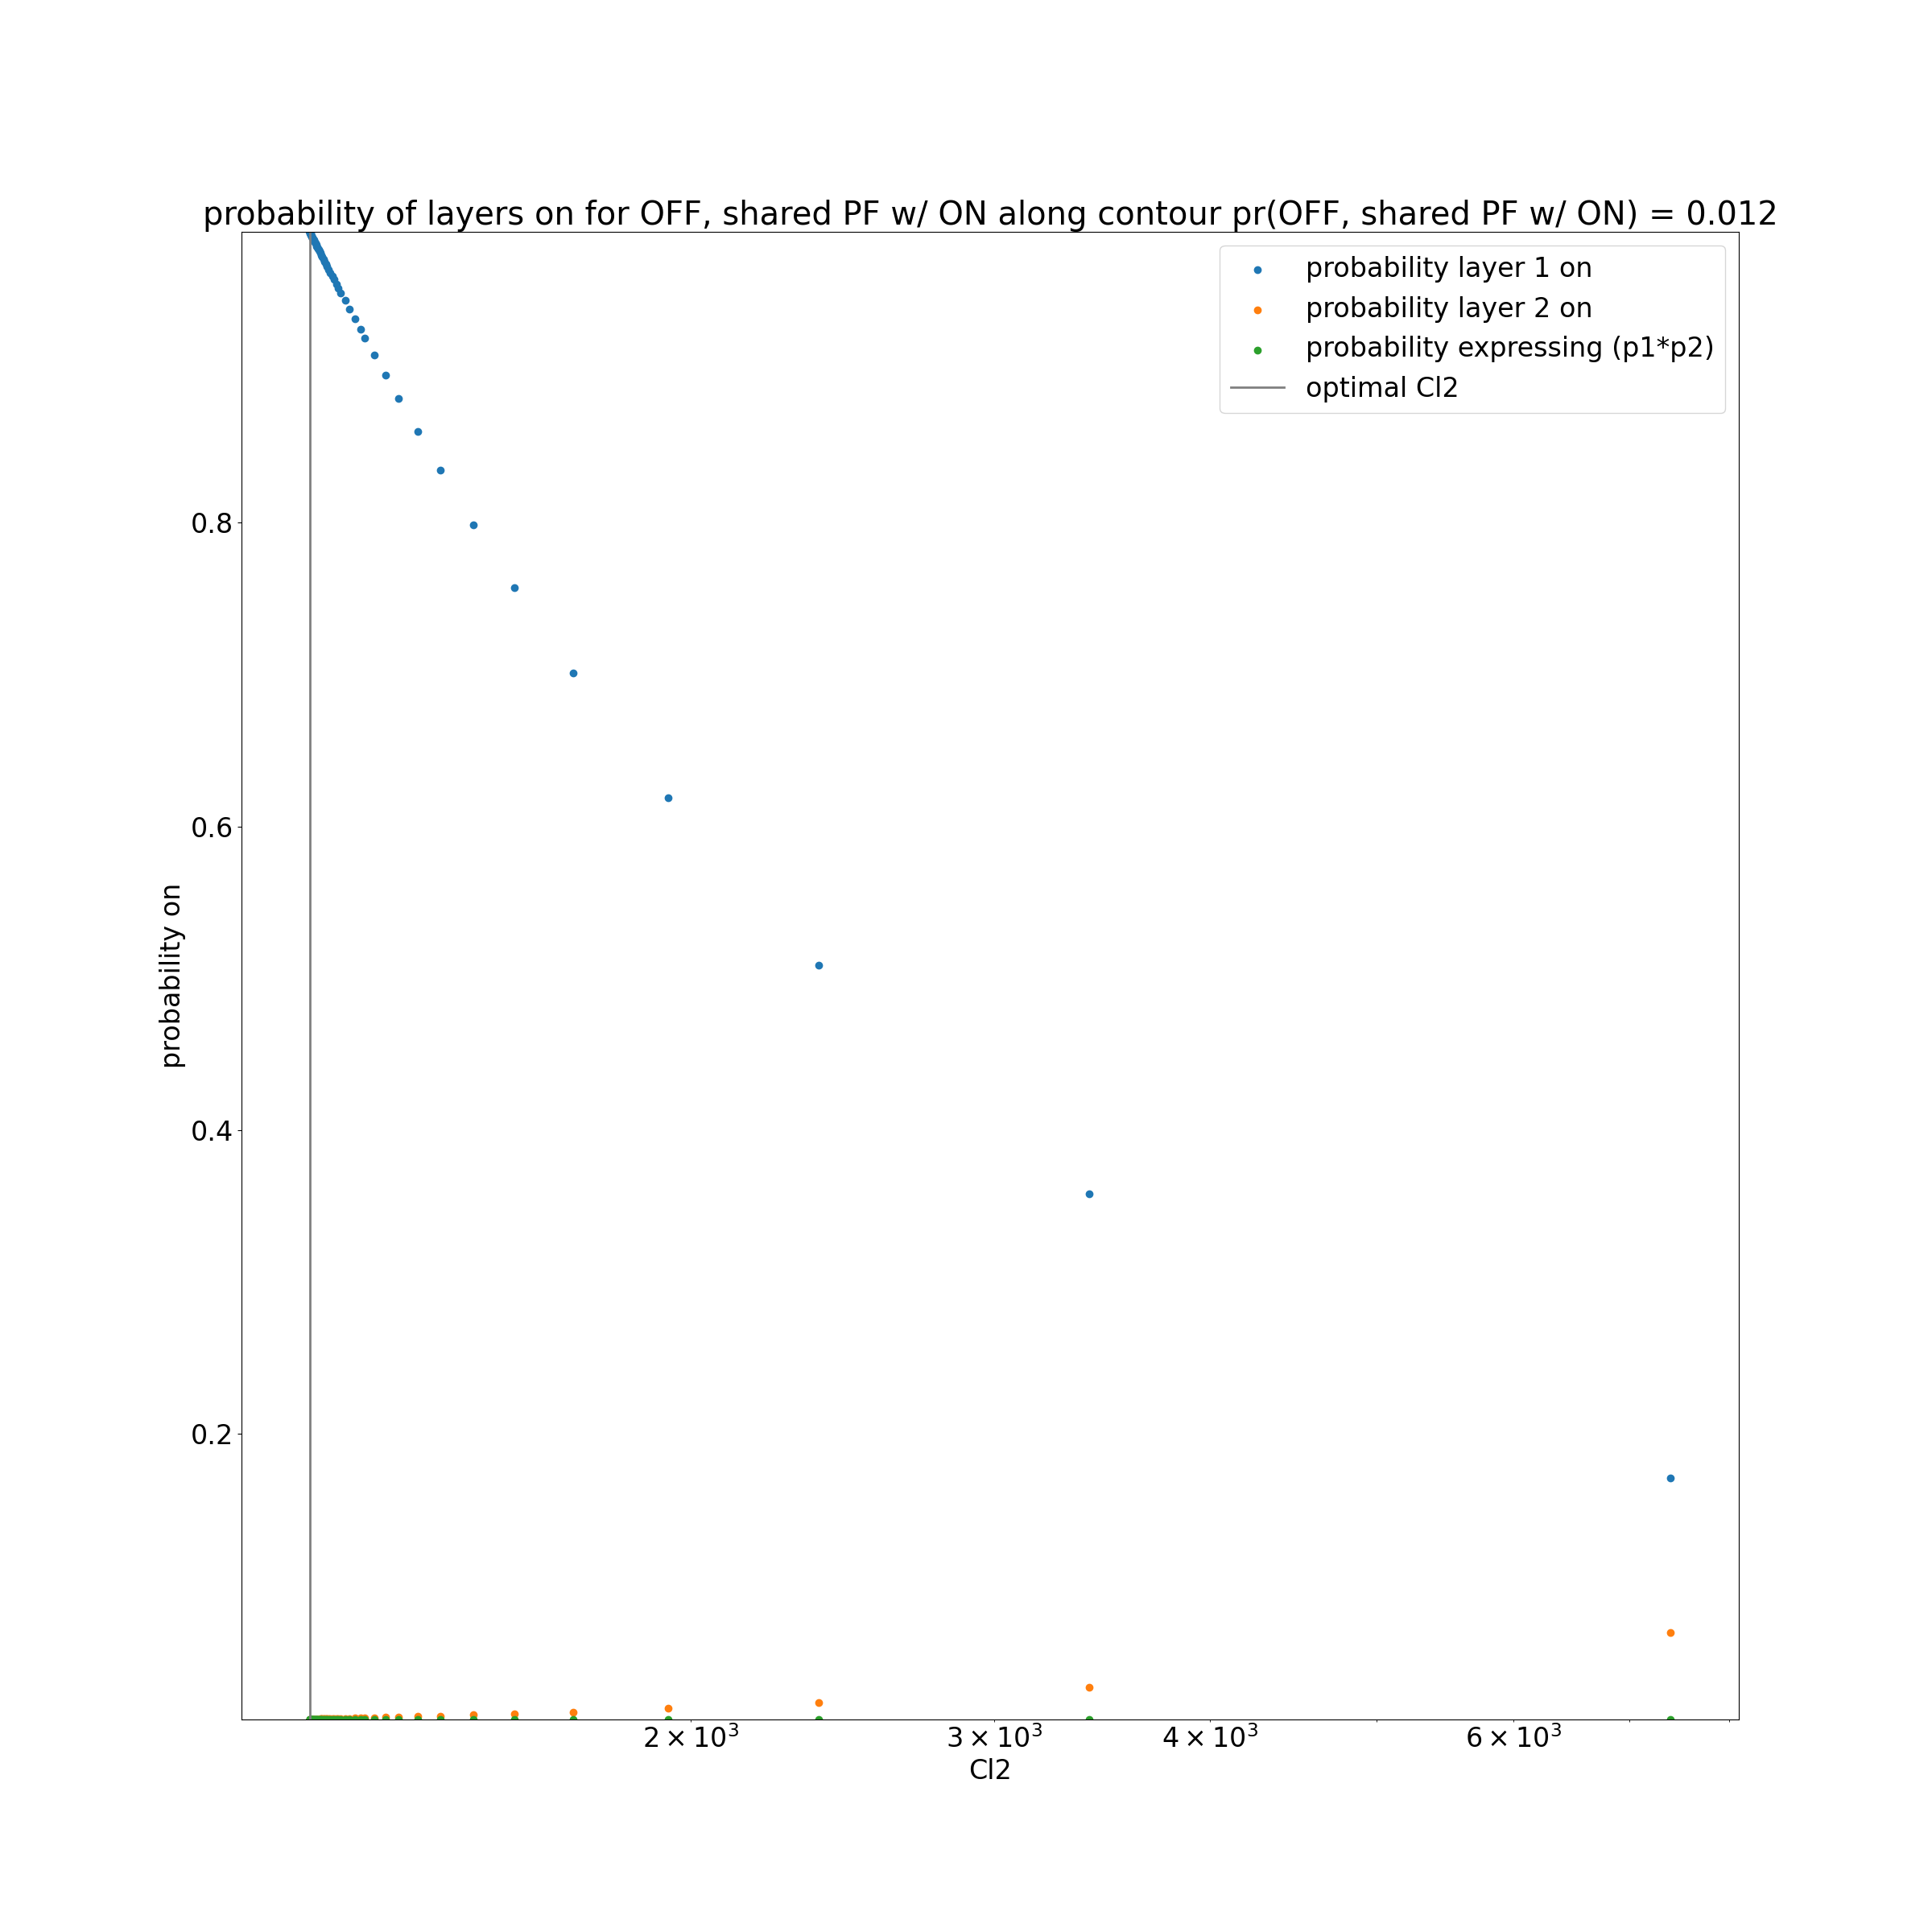 probability of layers on for OFF, shared PF w/ ON along contour pr(OFF, shared PF w/ ON) = 0.012
probability layer 1 on
probability layer 2 on
probability expressing (p1*p2)
optimal Cl2
probability on
0.8
0.6
0.4
0.2
2 × 10³
3 × 10³
4 × 10³
6 × 10³
Cl2